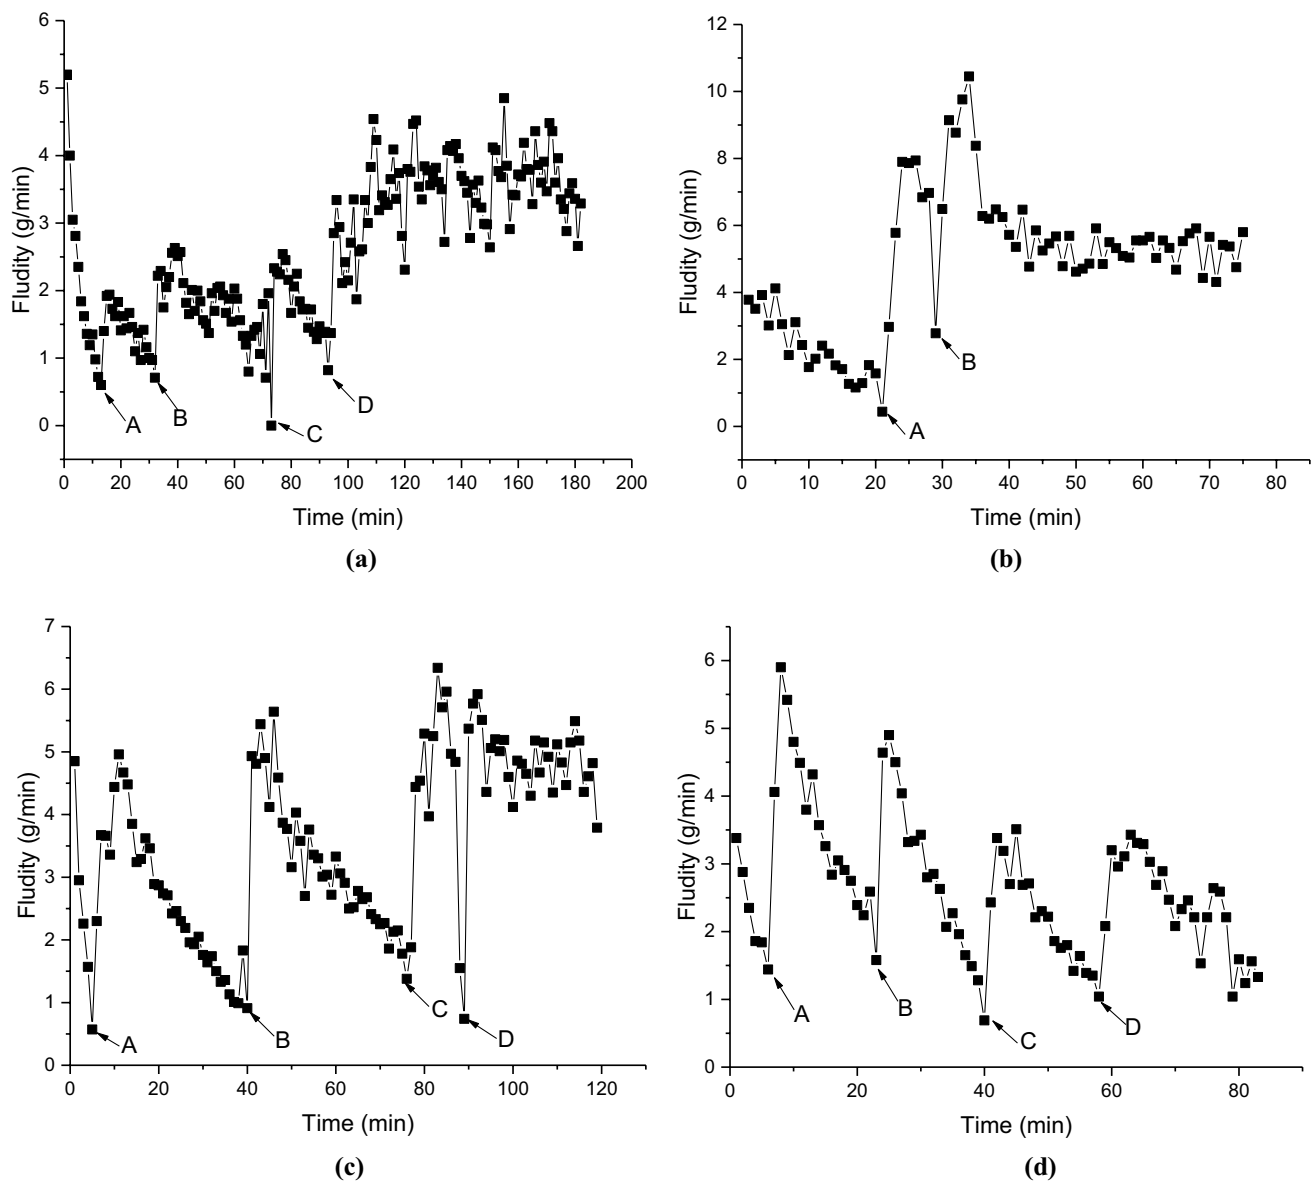 6
5
4
3
2
1
0
Fludity (g/min)
A
B
C
D
0 20 40 60 80 100 120 140 160 180 200
Time (min)
(a)
12
10
8
6
4
2
0
Fludity (g/min)
A
B
0 10 20 30 40 50 60 70 80
Time (min)
(b)
7
6
5
4
3
2
1
0
Fludity (g/min)
A
B
C
D
0 20 40 60 80 100 120
Time (min)
(c)
6
5
4
3
2
1
0
Fludity (g/min)
A
B
C
D
0 20 40 60 80
Time (min)
(d)